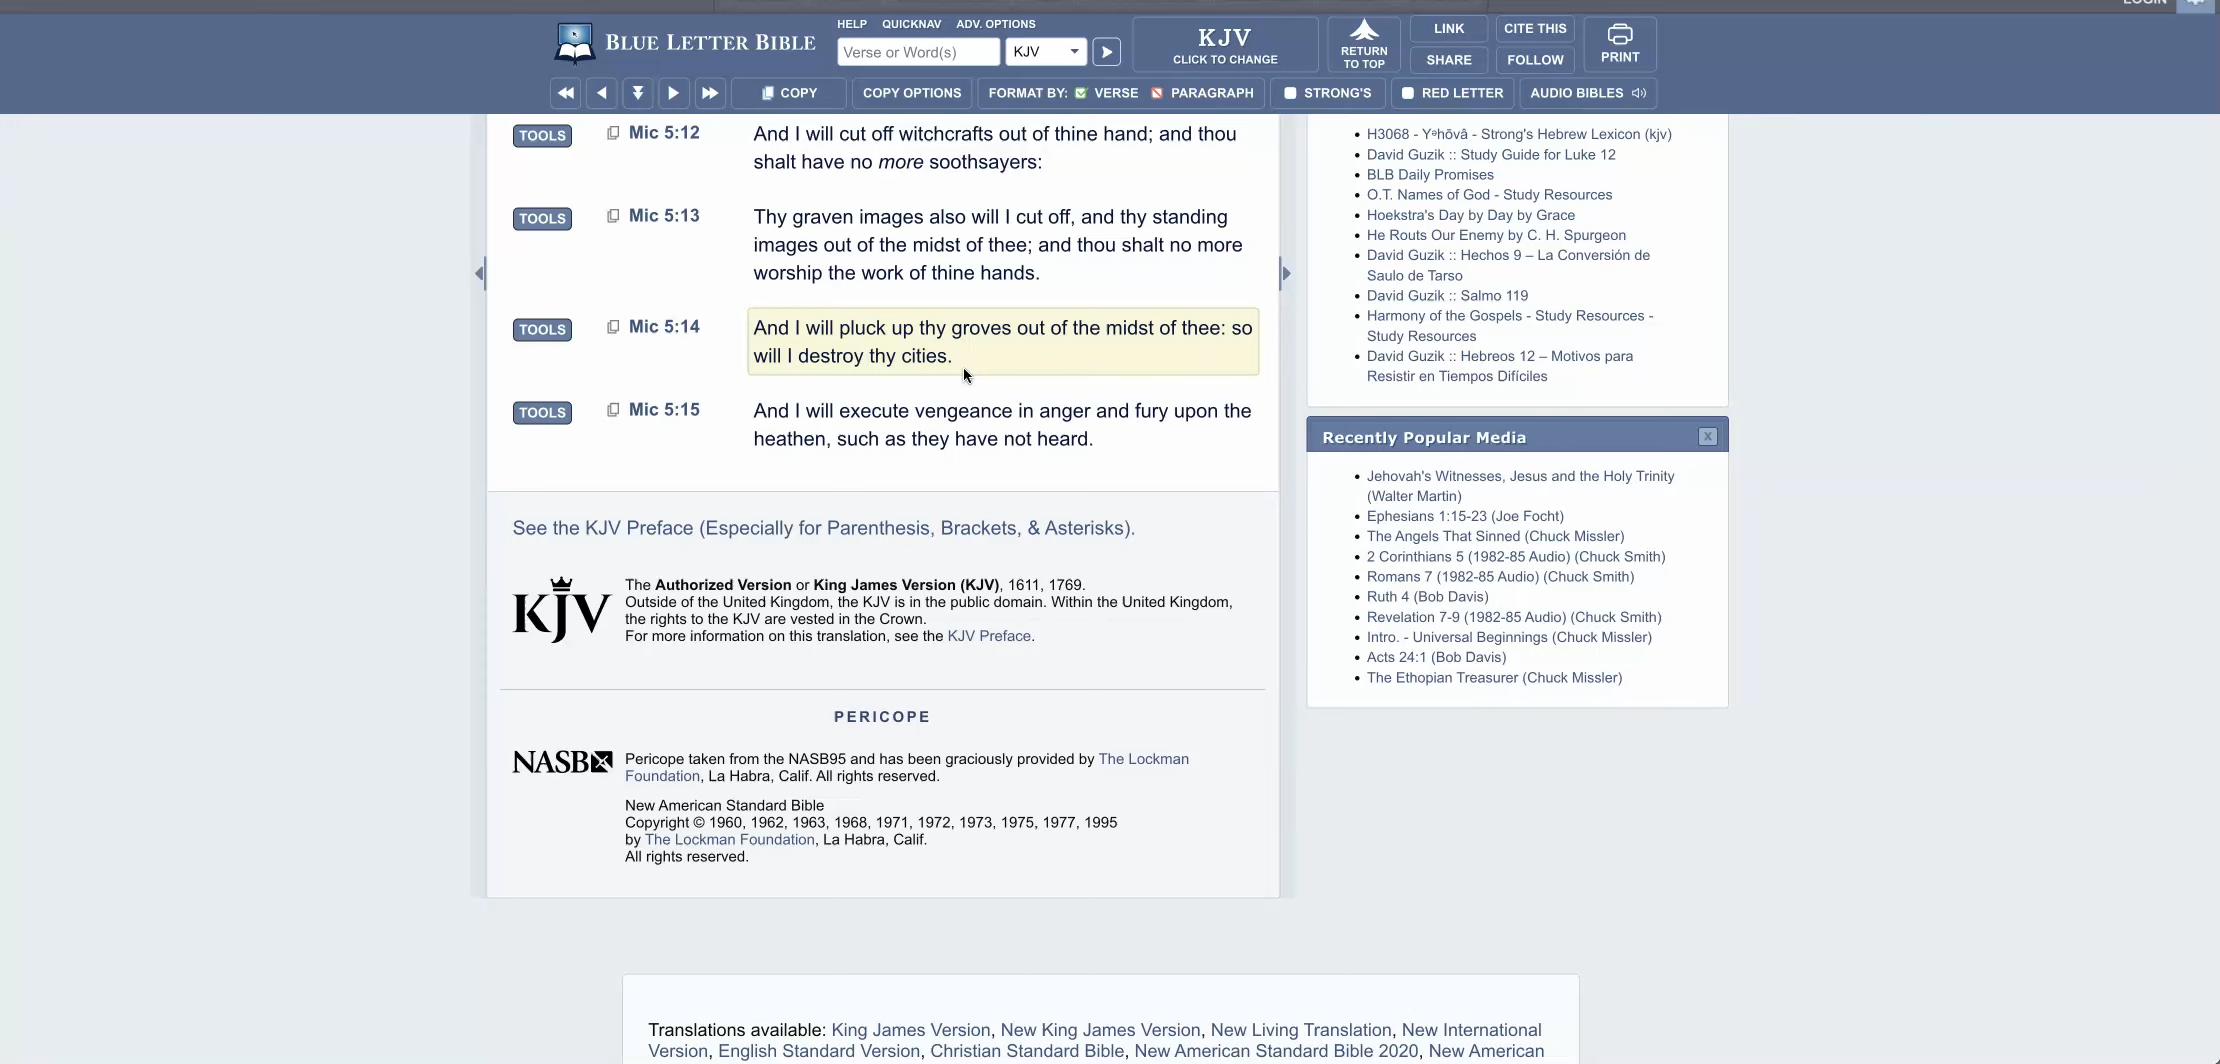 LOGIN
BLUE LETTER BIBLE
HELP QUICKNAV ADV. OPTIONS
Verse or Word(s) KJV
KJV
CLICK TO CHANGE
RETURN
TO TOP
LINK CITE THIS
SHARE FOLLOW
PRINT
COPY COPY OPTIONS FORMAT BY: VERSE PARAGRAPH STRONG'S RED LETTER AUDIO BIBLES
TOOLS Mic 5:12 And I will cut off witchcrafts out of thine hand; and thou
shalt have no more soothsayers:
TOOLS Mic 5:13 Thy graven images also will I cut off, and thy standing
images out of the midst of thee; and thou shalt no more
worship the work of thine hands.
TOOLS Mic 5:14 And I will pluck up thy groves out of the midst of thee: so
will I destroy thy cities.
TOOLS Mic 5:15 And I will execute vengeance in anger and fury upon the
heathen, such as they have not heard.
See the KJV Preface (Especially for Parenthesis, Brackets, & Asterisks).
KJV
The Authorized Version or King James Version (KJV), 1611, 1769.
Outside of the United Kingdom, the KJV is in the public domain. Within the United Kingdom,
the rights to the KJV are vested in the Crown.
For more information on this translation, see the KJV Preface.
PERICOPE
NASB
Pericope taken from the NASB95 and has been graciously provided by The Lockman
Foundation, La Habra, Calif. All rights reserved.
New American Standard Bible
Copyright © 1960, 1962, 1963, 1968, 1971, 1972, 1973, 1975, 1977, 1995
by The Lockman Foundation, La Habra, Calif.
All rights reserved.
• H3068 - Yᵊhōvâ - Strong's Hebrew Lexicon (kjv)
• David Guzik :: Study Guide for Luke 12
• BLB Daily Promises
• O.T. Names of God - Study Resources
• Hoekstra's Day by Day by Grace
• He Routs Our Enemy by C. H. Spurgeon
• David Guzik :: Hechos 9 – La Conversión de
Saulo de Tarso
• David Guzik :: Salmo 119
• Harmony of the Gospels - Study Resources -
Study Resources
• David Guzik :: Hebreos 12 – Motivos para
Resistir en Tiempos Difíciles
Recently Popular Media x
• Jehovah's Witnesses, Jesus and the Holy Trinity
(Walter Martin)
• Ephesians 1:15-23 (Joe Focht)
• The Angels That Sinned (Chuck Missler)
• 2 Corinthians 5 (1982-85 Audio) (Chuck Smith)
• Romans 7 (1982-85 Audio) (Chuck Smith)
• Ruth 4 (Bob Davis)
• Revelation 7-9 (1982-85 Audio) (Chuck Smith)
• Intro. - Universal Beginnings (Chuck Missler)
• Acts 24:1 (Bob Davis)
• The Ethopian Treasurer (Chuck Missler)
Translations available: King James Version, New King James Version, New Living Translation, New International
Version, English Standard Version, Christian Standard Bible, New American Standard Bible 2020, New American